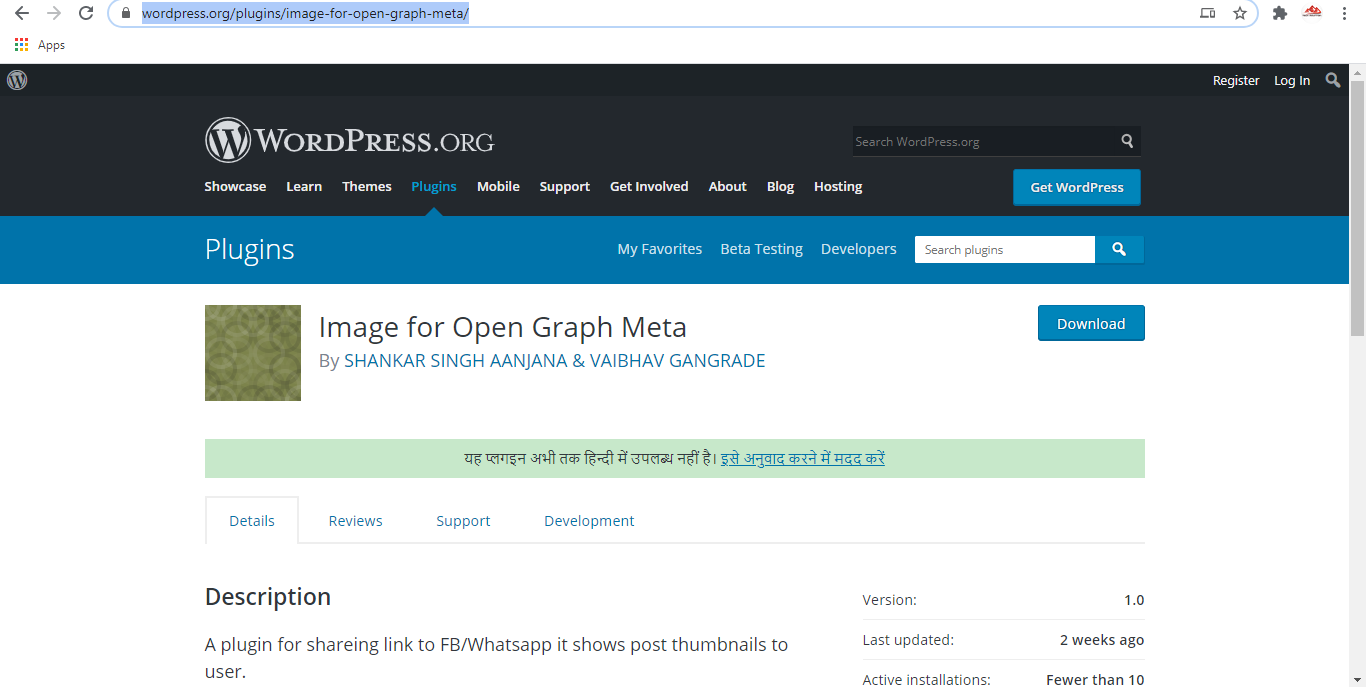 wordpress.org/plugins/image-for-open-graph-meta/
Apps
Register Log In
WORDPRESS.ORG
Search WordPress.org
Showcase Learn Themes Plugins Mobile Support Get Involved About Blog Hosting
Get WordPress
Plugins
My Favorites Beta Testing Developers
Search plugins
Image for Open Graph Meta
Download
By SHANKAR SINGH AANJANA & VAIBHAV GANGRADE
यह प्लगइन अभी तक हिन्दी में उपलब्ध नहीं है। इसे अनुवाद करने में मदद करें
Details Reviews Support Development
Description
A plugin for shareing link to FB/Whatsapp it shows post thumbnails to
user.
Version: 1.0
Last updated: 2 weeks ago
Active installations: Fewer than 10